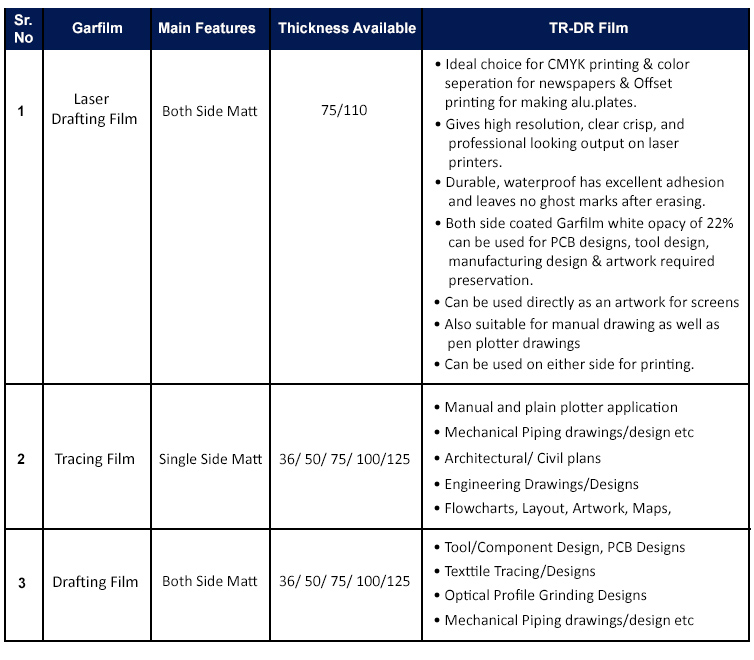 Sr. No Garfilm Main Features Thickness Available TR-DR Film
1
Laser
Drafting Film
Both Side Matt
75/110
• Ideal choice for CMYK printing & color
seperation for newspapers & Offset
printing for making alu.plates.
• Gives high resolution, clear crisp, and
professional looking output on laser
printers.
• Durable, waterproof has excellent adhesion
and leaves no ghost marks after erasing.
• Both side coated Garfilm white opacity of 22%
can be used for PCB designs, tool design,
manufacturing design & artwork required
preservation.
• Can be used directly as an artwork for screens
• Also suitable for manual drawing as well as
pen plotter drawings
• Can be used on either side for printing.
2
Tracing Film
Single Side Matt
36/ 50/ 75/ 100/125
• Manual and plain plotter application
• Mechanical Piping drawings/design etc
• Architectural/ Civil plans
• Engineering Drawings/Designs
• Flowcharts, Layout, Artwork, Maps,
3
Drafting Film
Both Side Matt
36/ 50/ 75/ 100/125
• Tool/Component Design, PCB Designs
• Texttile Tracing/Designs
• Optical Profile Grinding Designs
• Mechanical Piping drawings/design etc